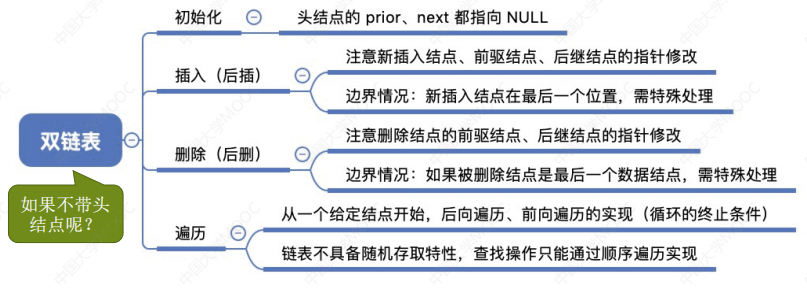 初始化
头结点的 prior、next 都指向 NULL
插入（后插）
注意新插入结点、前驱结点、后继结点的指针修改
边界情况：新插入结点在最后一个位置，需特殊处理
双链表
删除（后删）
注意删除结点的前驱结点、后继结点的指针修改
边界情况：如果被删除结点是最后一个数据结点，需特殊处理
如果不带头
结点呢？
遍历
从一个给定结点开始，后向遍历、前向遍历的实现（循环的终止条件）
链表不具备随机存取特性，查找操作只能通过顺序遍历实现